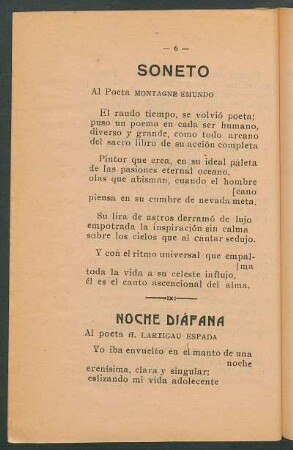 — 6 —
SONETO
Al Poeta MONTAGNE EMUNDO
El raudo tiempo, se volvió poeta;
puso un poema en cada ser humano,
diverso y grande, como todo arcano
del sacro libro de su acción completa
Pintor que crea, en su ideal paleta
de las pasiones eternal oceano.
olas que abisman, cuando el hombre
[cano
piensa en su cumbre de nevada meta.
Su lira de astros derramó de lujo
empotrada la inspiración sin calma
sobre los cielos que al cantar sedujo.
Y con el ritmo universal que empal-
[ma
toda la vida a su celeste influjo,
él es el canto ascencional del alma.
NOCHE DIÁFANA
Al poeta H. LARTIGAU ESPADA
Yo iba envuelto en el manto de una
noche
erenísima, clara y singular;
eslizando mi vida adolecente